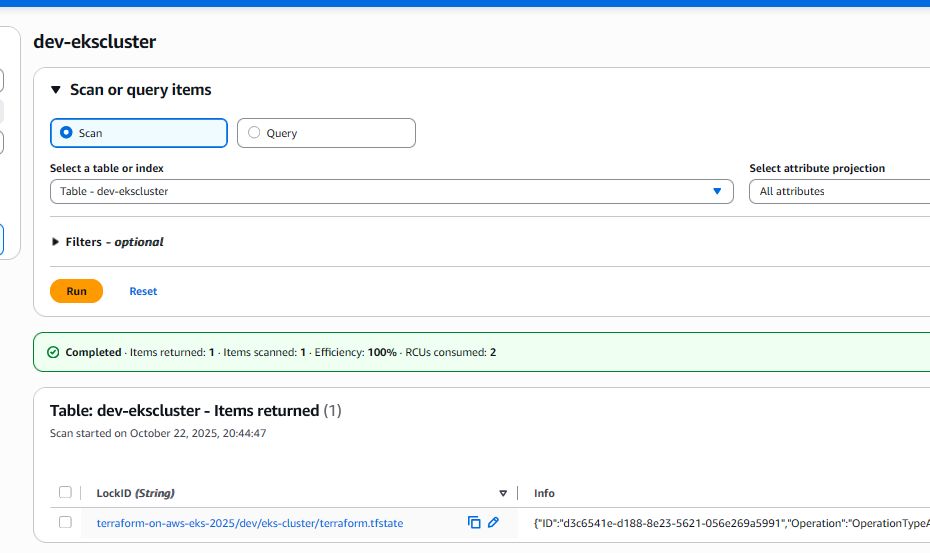 dev-ekscluster
Scan or query items
Scan
Query
Select a table or index
Select attribute projection
Table - dev-ekscluster
All attributes
Filters - optional
Run
Reset
Completed · Items returned: 1 · Items scanned: 1 · Efficiency: 100% · RCUs consumed: 2
Table: dev-ekscluster - Items returned (1)
Scan started on October 22, 2025, 20:44:47
LockID (String)
Info
terraform-on-aws-eks-2025/dev/eks-cluster/terraform.tfstate
{"ID":"d3c6541e-d188-8e23-5621-056e269a5991","Operation":"OperationTypeA